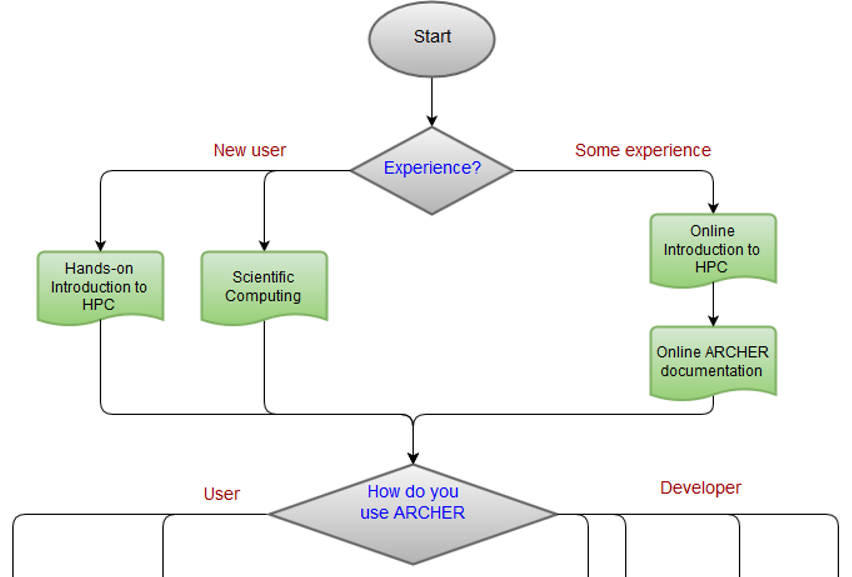 Start
New user
Experience?
Some experience
Hands-on
Introduction to
HPC
Scientific
Computing
Online
Introduction to
HPC
Online ARCHER
documentation
User
How do you
use ARCHER
Developer